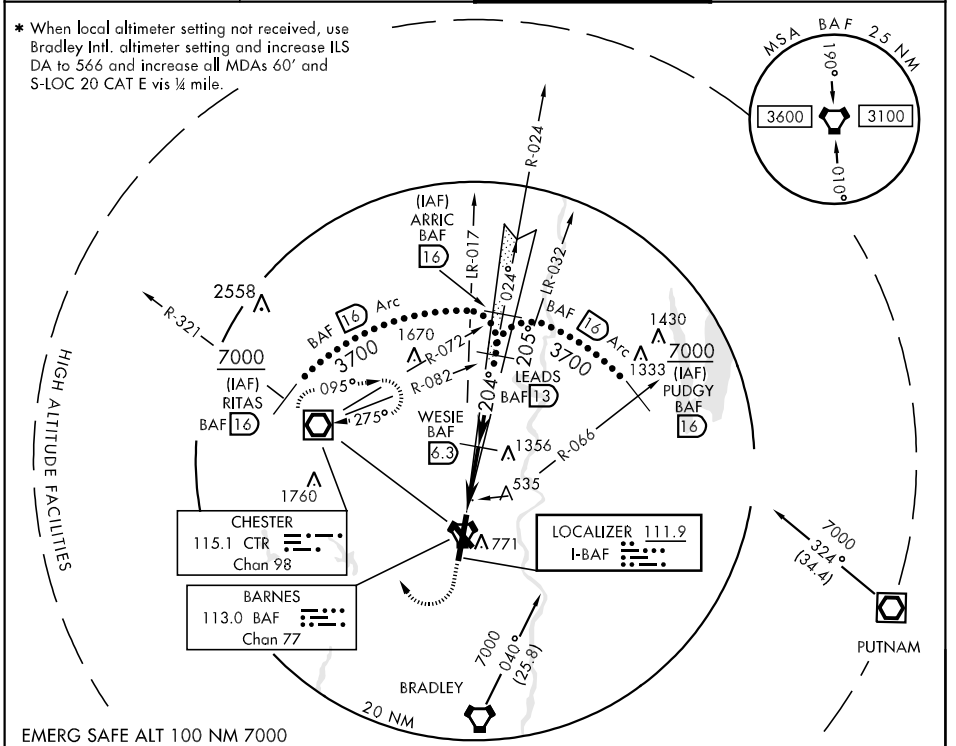 * When local altimeter setting not received, use
Bradley Intl. altimeter setting and increase ILS
DA to 566 and increase all MDAs 60' and
S-LOC 20 CAT E vis ¼ mile.
MSA BAF 25 NM
190°
3600
3100
010°
R-024
(IAF)
ARRIC
BAF
16
LR-017
024°
LR-032
2558
R-321
7000
(IAF)
RITAS
BAF 16
BAF 16 Arc
3700
1670
R-072
R-082
095°
275°
205°
204°
LEADS
BAF 13
BAF 16 Arc
3700
1430
1333
7000
(IAF)
PUDGY
BAF
16
WESIE
BAF
6.3
1356
R-066
535
HIGH ALTITUDE FACILITIES
1760
CHESTER
115.1 CTR
Chan 98
771
LOCALIZER 111.9
I-BAF
BARNES
113.0 BAF
Chan 77
7000
324°
(34.4)
PUTNAM
7000
040°
(25.8)
BRADLEY
20 NM
EMERG SAFE ALT 100 NM 7000